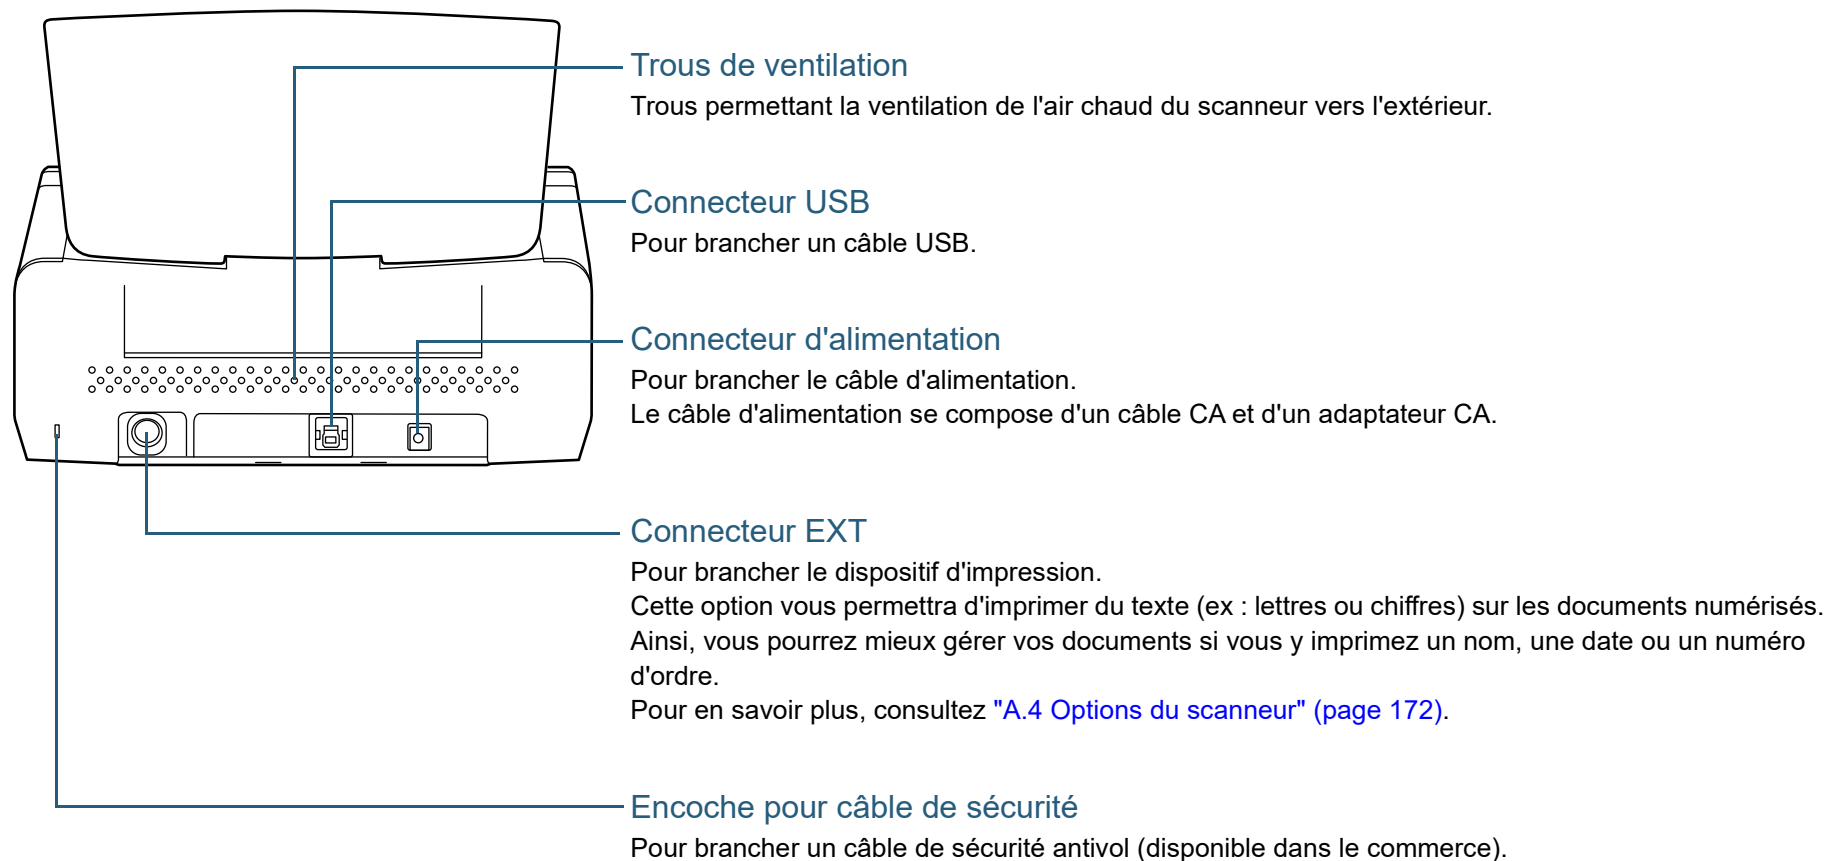 Trous de ventilation
Trous permettant la ventilation de l'air chaud du scanneur vers l'extérieur.
Connecteur USB
Pour brancher un câble USB.
Connecteur d'alimentation
Pour brancher le câble d'alimentation.
Le câble d'alimentation se compose d'un câble CA et d'un adaptateur CA.
Connecteur EXT
Pour brancher le dispositif d'impression.
Cette option vous permettra d'imprimer du texte (ex : lettres ou chiffres) sur les documents numérisés.
Ainsi, vous pourrez mieux gérer vos documents si vous y imprimez un nom, une date ou un numéro
d'ordre.
Pour en savoir plus, consultez "A.4 Options du scanneur" (page 172).
Encoche pour câble de sécurité
Pour brancher un câble de sécurité antivol (disponible dans le commerce).